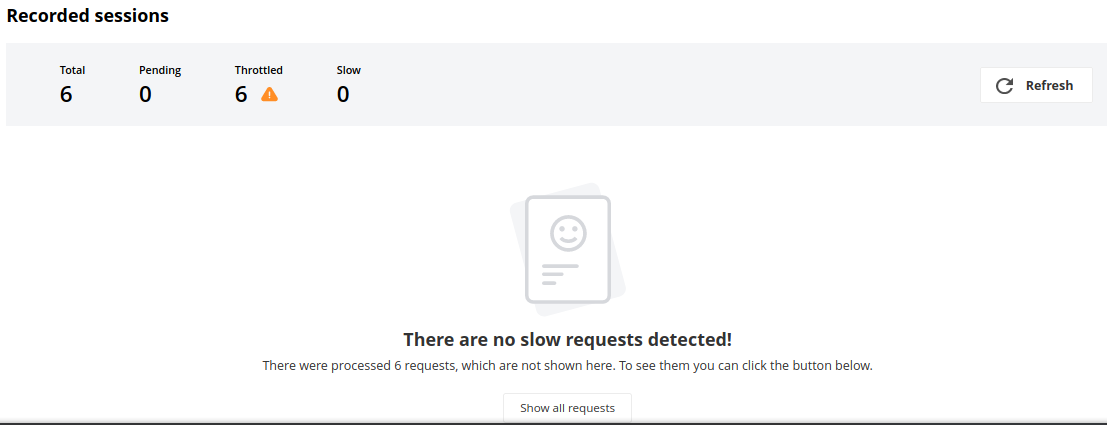 Recorded sessions
Total Pending Throttled Slow
6 0 6 0
Refresh
There are no slow requests detected!
There were processed 6 requests, which are not shown here. To see them you can click the button below.
Show all requests